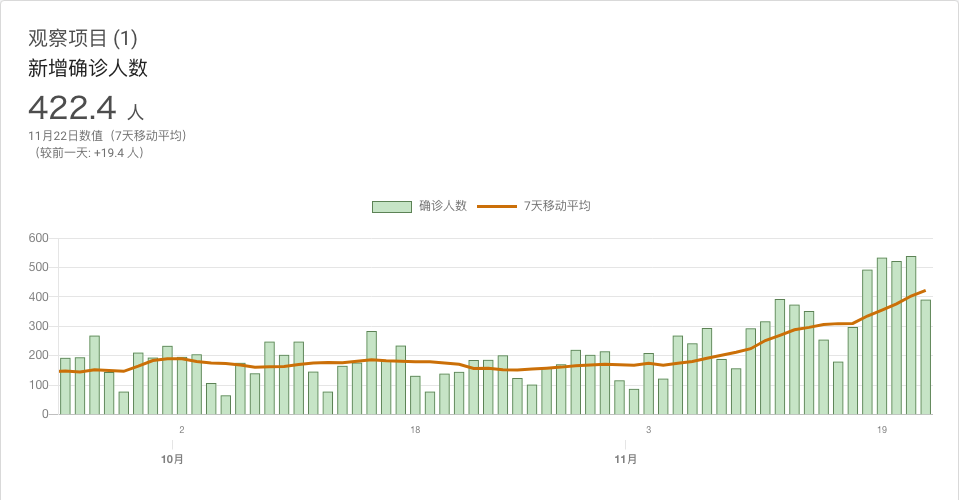 观察项目 (1)
新增确诊人数
422.4 人
11月22日数值（7天移动平均）
（较前一天: +19.4 人）
确诊人数 7天移动平均
600
500
400
300
200
100
0
2 18 3 19
10月 11月